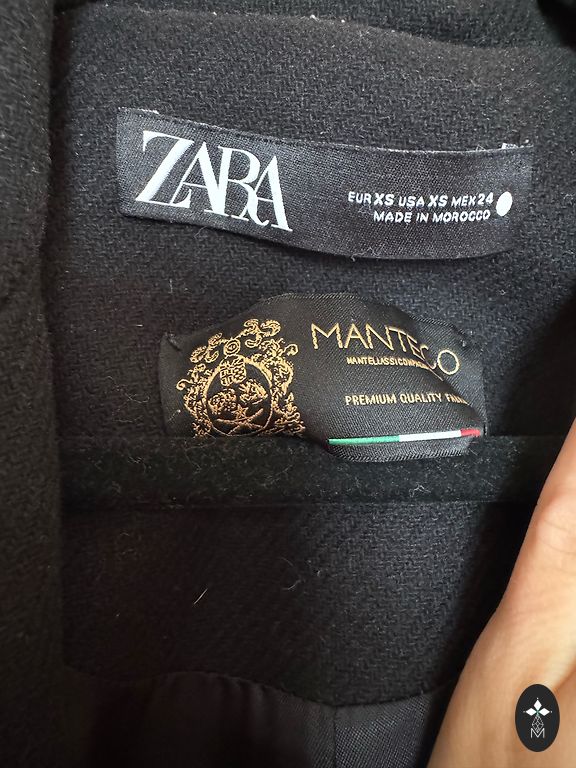 ZARA
EUR XS USA XS MEX 24
MADE IN MOROCCO
MANTECO
PREMIUM QUALITY